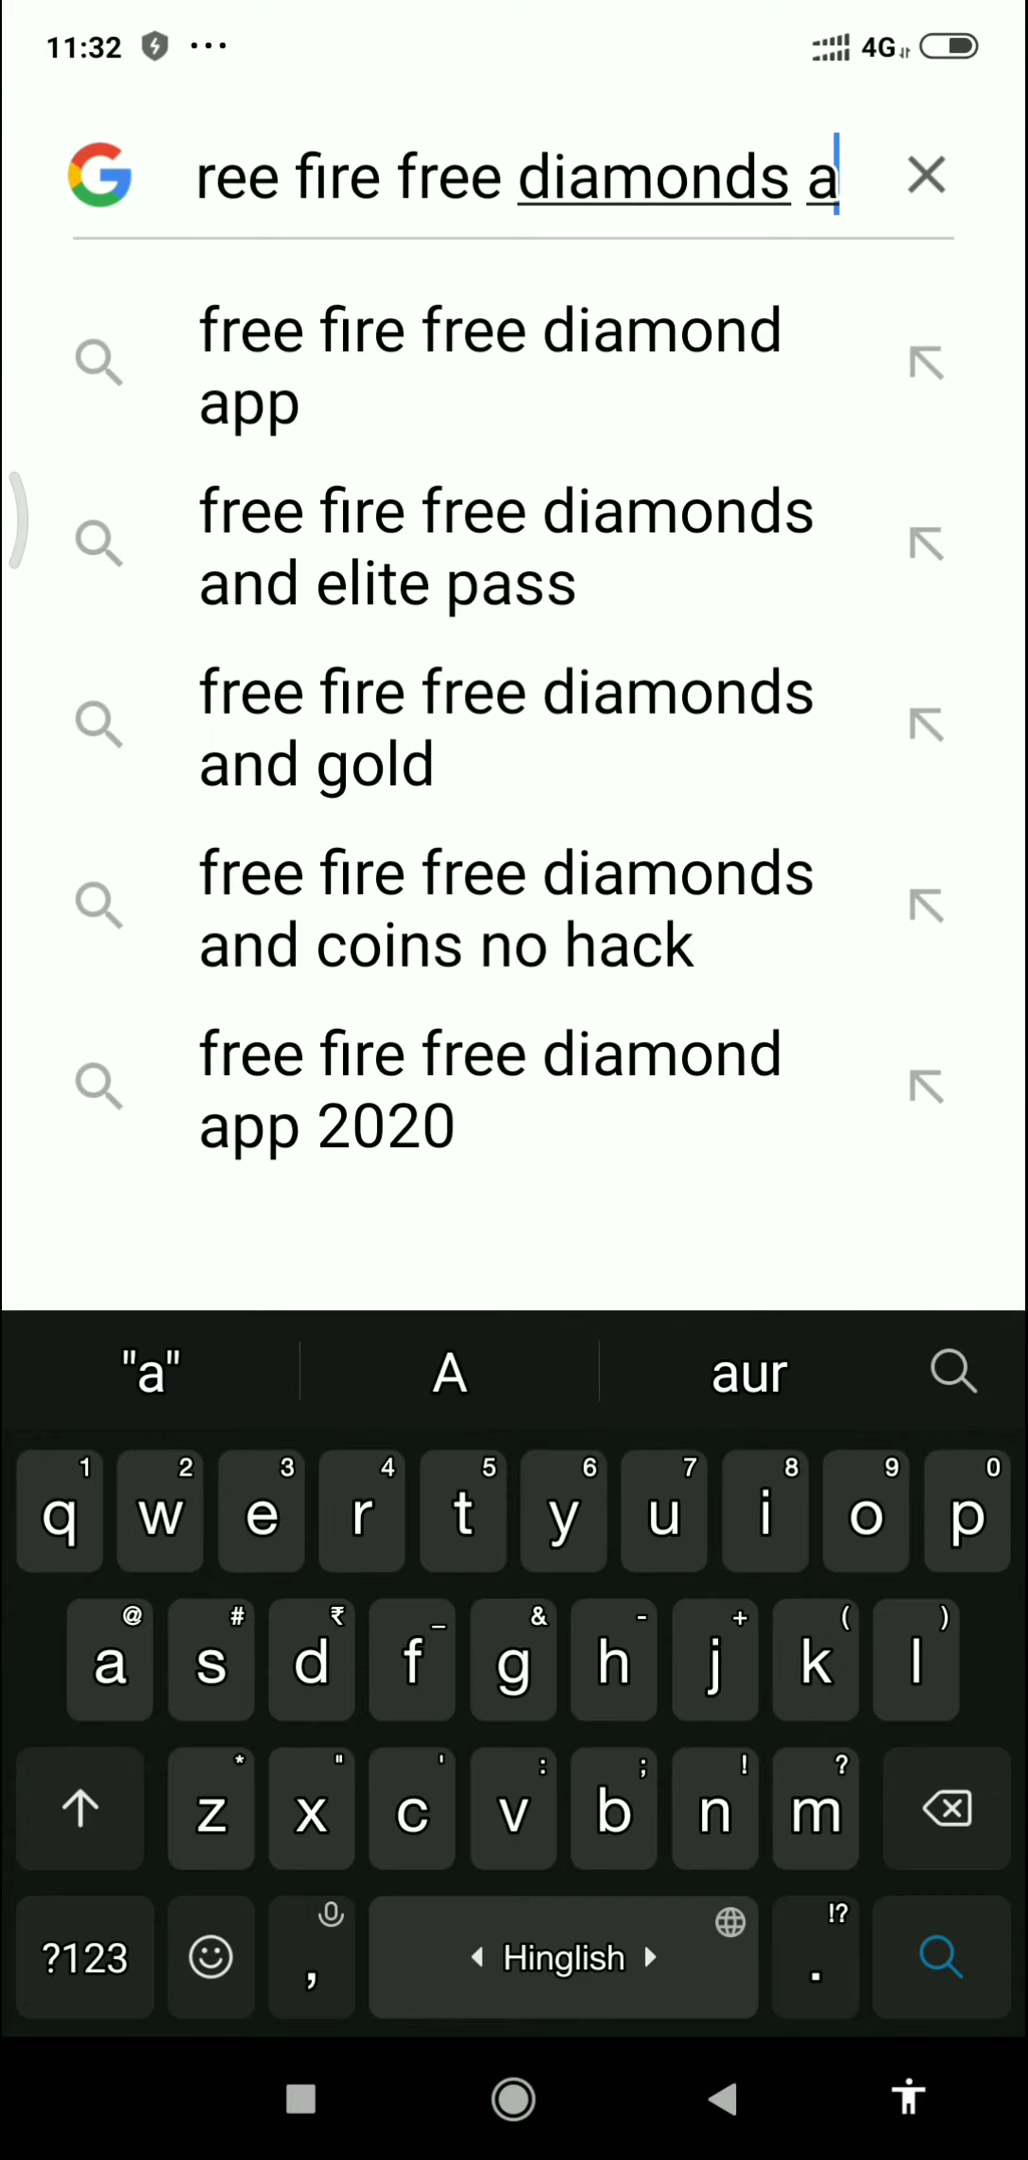 11:32 ... 4G
ree fire free diamonds a
free fire free diamond
app
free fire free diamonds
and elite pass
free fire free diamonds
and gold
free fire free diamonds
and coins no hack
free fire free diamond
app 2020
"a" A aur
1 2 3 4 5 6 7 8 9 0
q w e r t y u i o p
@ # ₹ _ & - + ( )
a s d f g h j k l
* " ' : ; ! ?
z x c v b n m
!?
?123 , Hinglish .